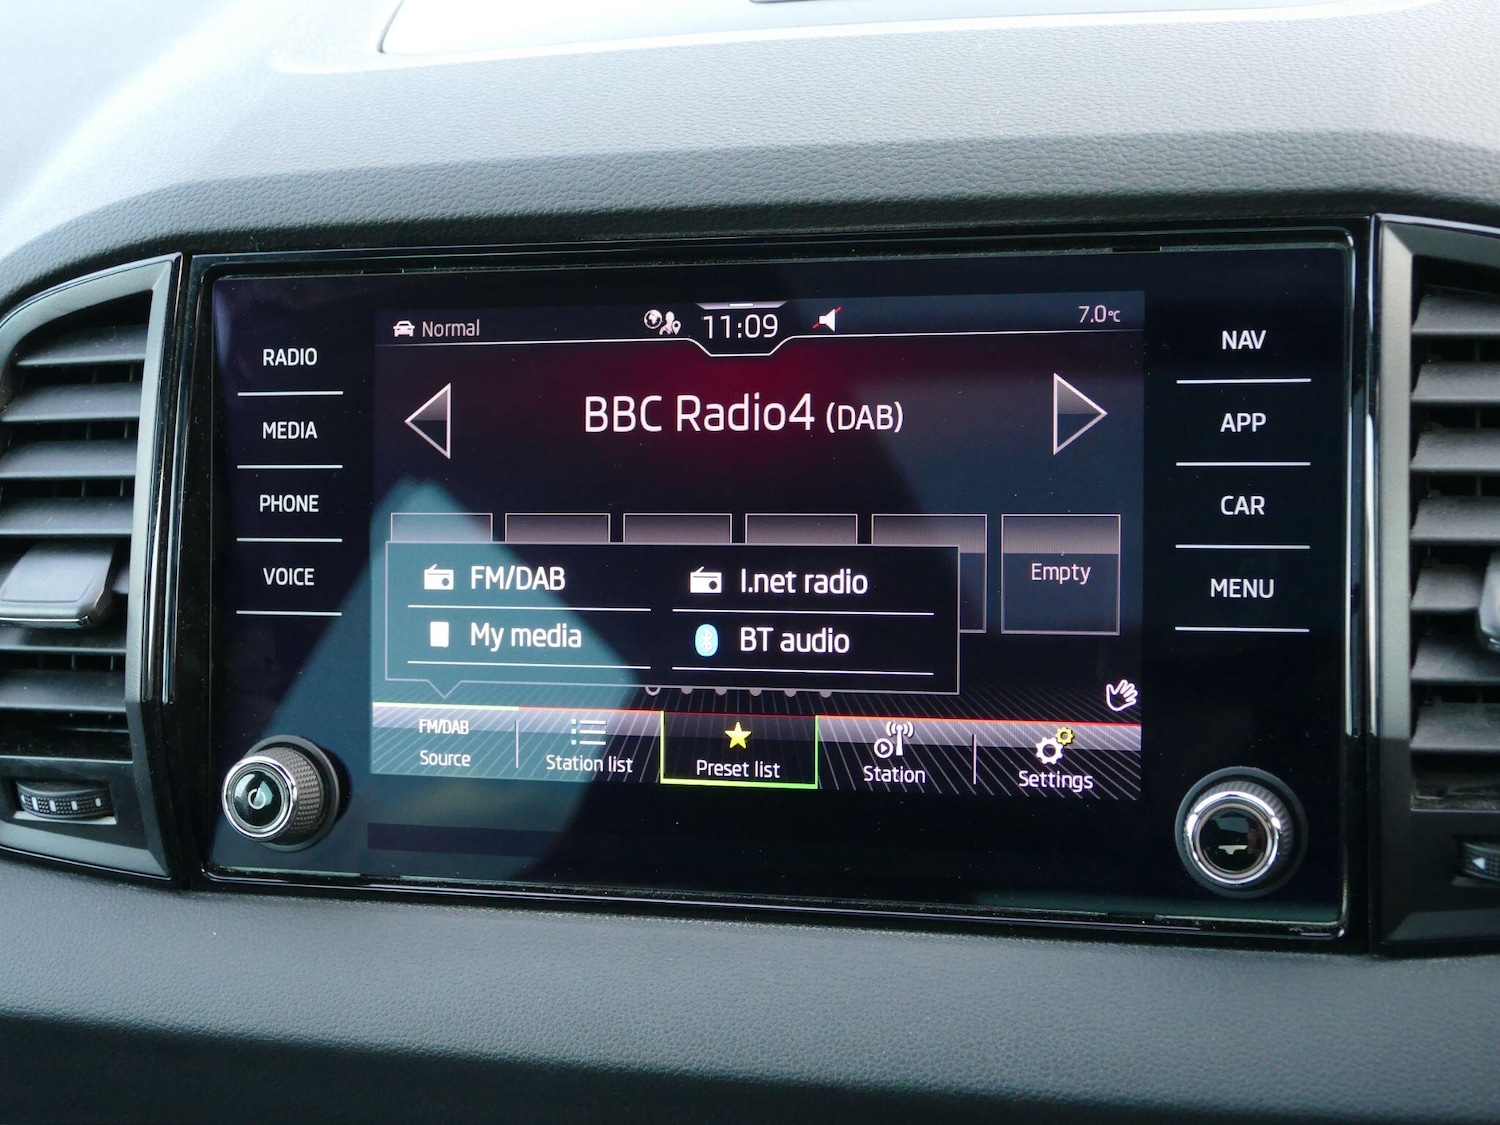 Normal
11:09
7.0°C
RADIO
MEDIA
PHONE
VOICE
BBC Radio4 (DAB)
NAV
APP
CAR
MENU
Empty
FM/DAB
I.net radio
My media
BT audio
FM/DAB
Source
Station list
Preset list
Station
Settings